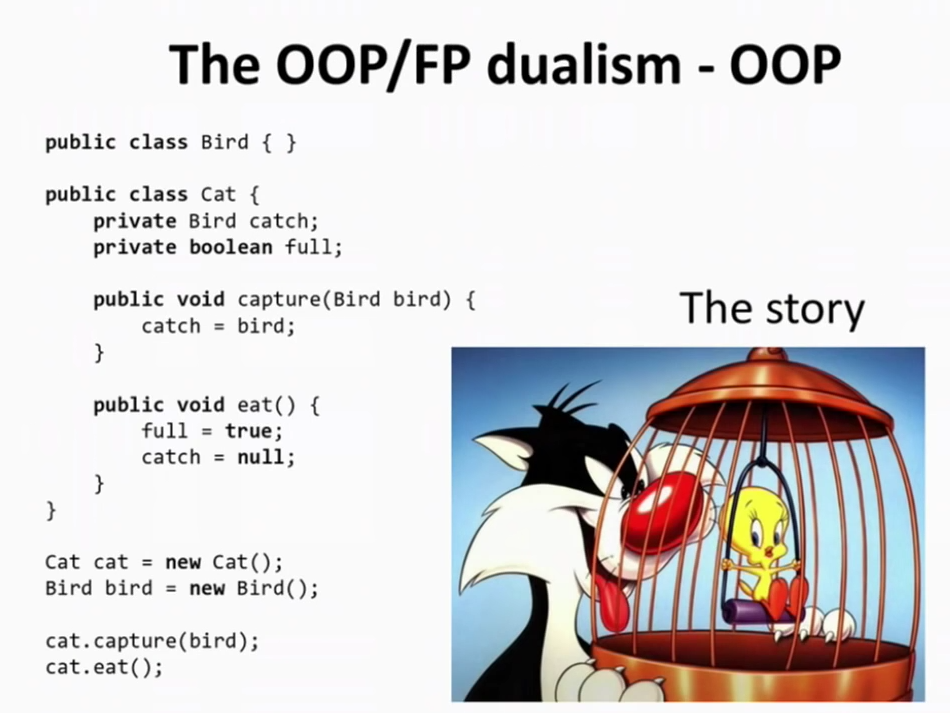 The OOP/FP dualism - OOP
public class Bird { }
public class Cat {
    private Bird catch;
    private boolean full;
    public void capture(Bird bird) {
        catch = bird;
    }
    public void eat() {
        full = true;
        catch = null;
    }
}
Cat cat = new Cat();
Bird bird = new Bird();
cat.capture(bird);
cat.eat();
The story